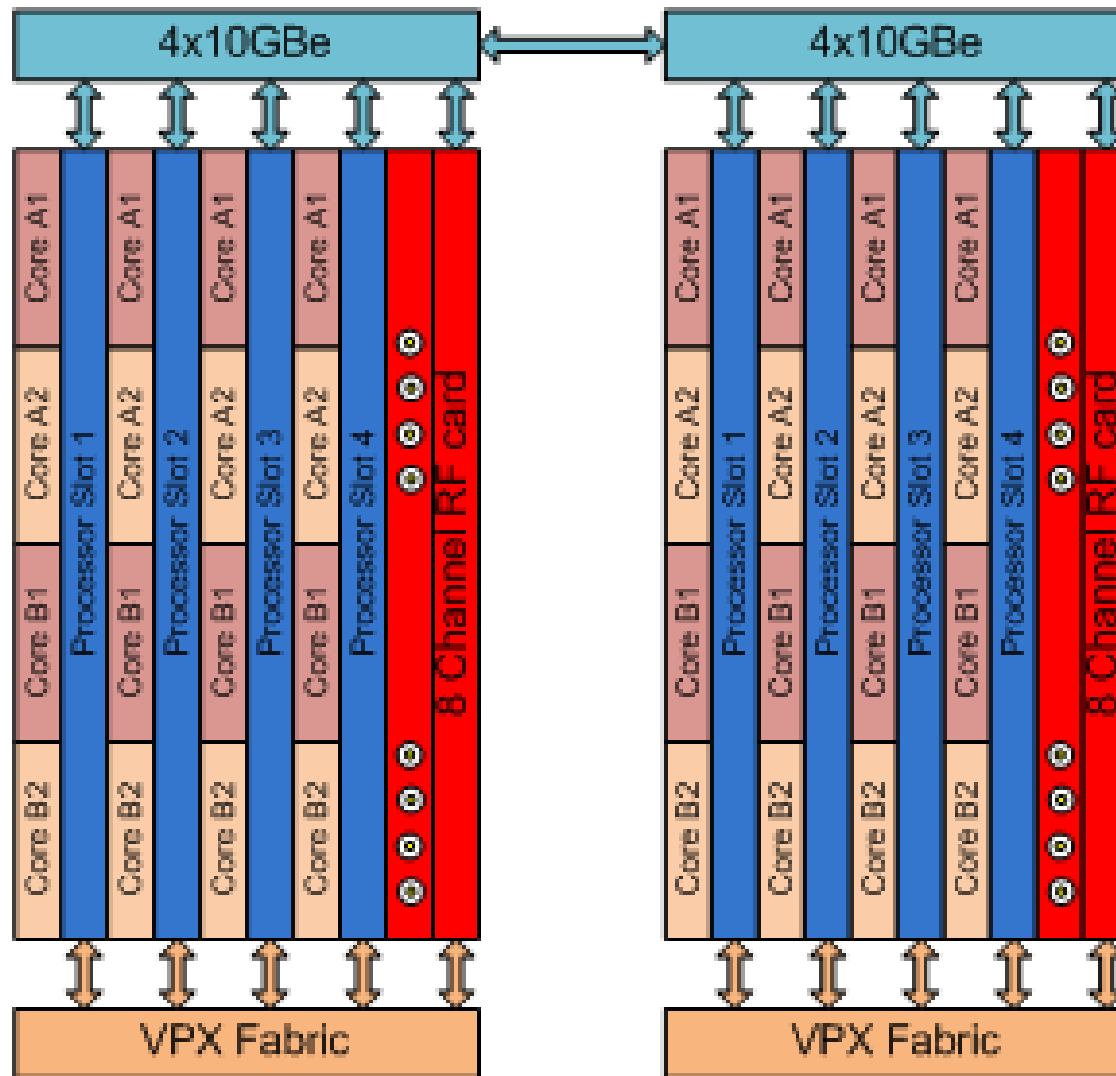 4x10GBe
4x10GBe
Core A1
Core A2
Core B1
Core B2
Processor Slot 1
Core A1
Core A2
Core B1
Core B2
Processor Slot 2
Core A1
Core A2
Core B1
Core B2
Processor Slot 3
Core A1
Core A2
Core B1
Core B2
Processor Slot 4
8 Channel RF card
Core A1
Core A2
Core B1
Core B2
Processor Slot 1
Core A1
Core A2
Core B1
Core B2
Processor Slot 2
Core A1
Core A2
Core B1
Core B2
Processor Slot 3
Core A1
Core A2
Core B1
Core B2
Processor Slot 4
8 Channel RF card
VPX Fabric
VPX Fabric